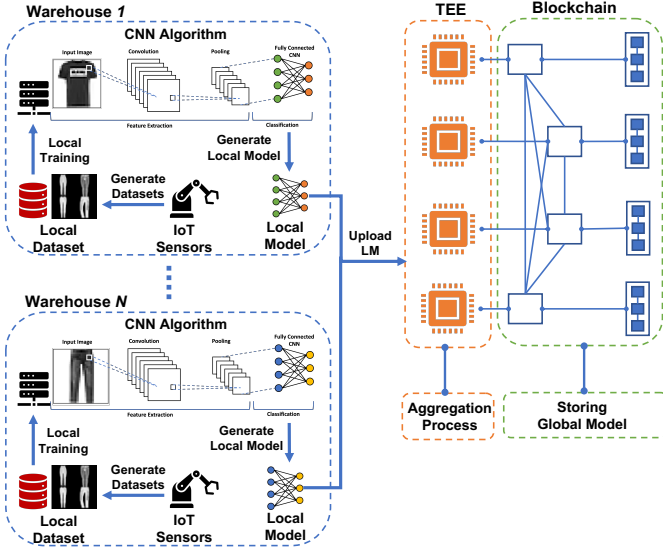 Warehouse 1
CNN Algorithm
Input Image
Convolution
Pooling
Fully Connected
CNN
Feature Extraction
Classification
Local
Training
Generate
Local Model
Generate
Datasets
Local
Dataset
IoT
Sensors
Local
Model
Warehouse N
CNN Algorithm
Input Image
Convolution
Pooling
Fully Connected
CNN
Feature Extraction
Classification
Local
Training
Generate
Local Model
Generate
Datasets
Local
Dataset
IoT
Sensors
Local
Model
Upload
LM
TEE
Blockchain
Aggregation
Process
Storing
Global Model